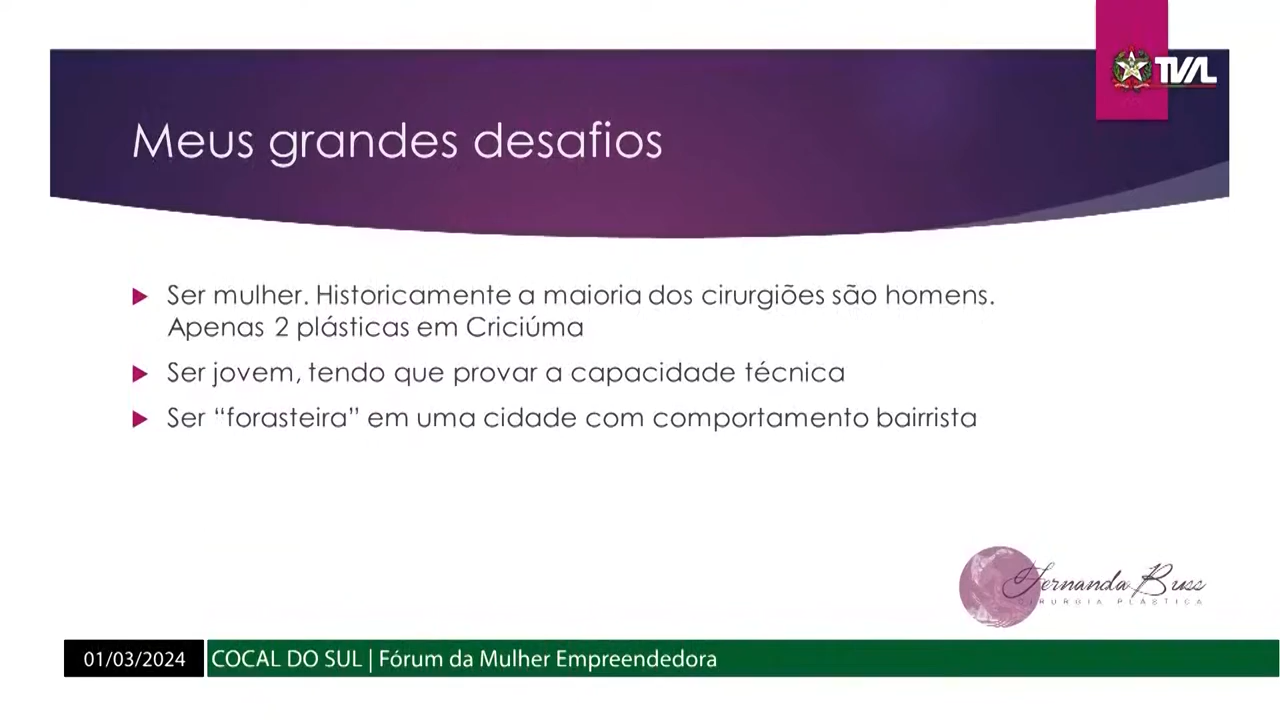 TVAL
Meus grandes desafios
Ser mulher. Historicamente a maioria dos cirurgiões são homens.
Apenas 2 plásticas em Criciúma
Ser jovem, tendo que provar a capacidade técnica
Ser “forasteira” em uma cidade com comportamento bairrista
Fernanda Buss
CIRURGIA PLÁSTICA
01/03/2024 COCAL DO SUL | Fórum da Mulher Empreendedora